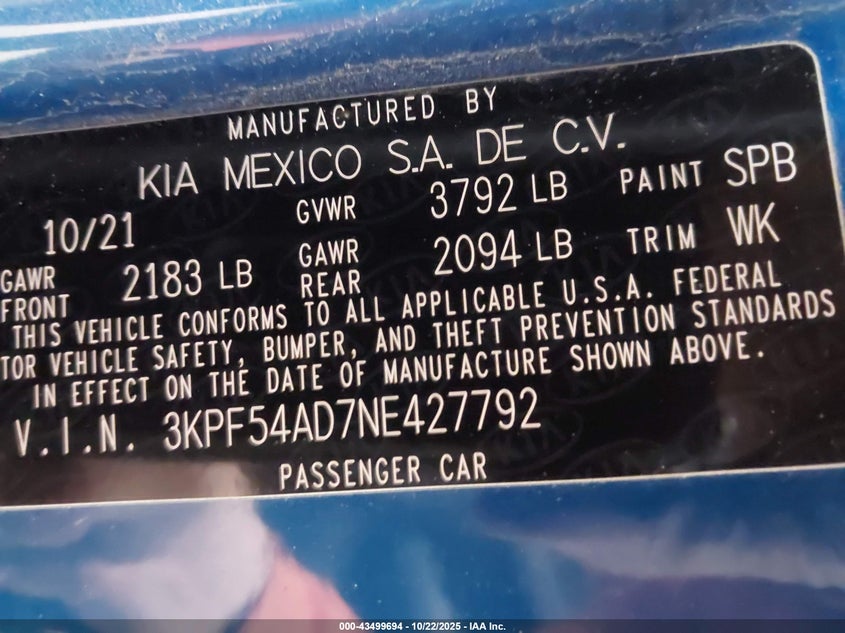 MANUFACTURED BY
KIA MEXICO S.A. DE C.V.
10/21 GVWR 3792 LB PAINT SPB
GAWR FRONT 2183 LB GAWR REAR 2094 LB TRIM WK
THIS VEHICLE CONFORMS TO ALL APPLICABLE U.S.A. FEDERAL
TOR VEHICLE SAFETY, BUMPER, AND THEFT PREVENTION STANDARDS
IN EFFECT ON THE DATE OF MANUFACTURE SHOWN ABOVE.
V.I.N. 3KPF54AD7NE427792
PASSENGER CAR
000-43499694 - 10/22/2025 - IAA Inc.